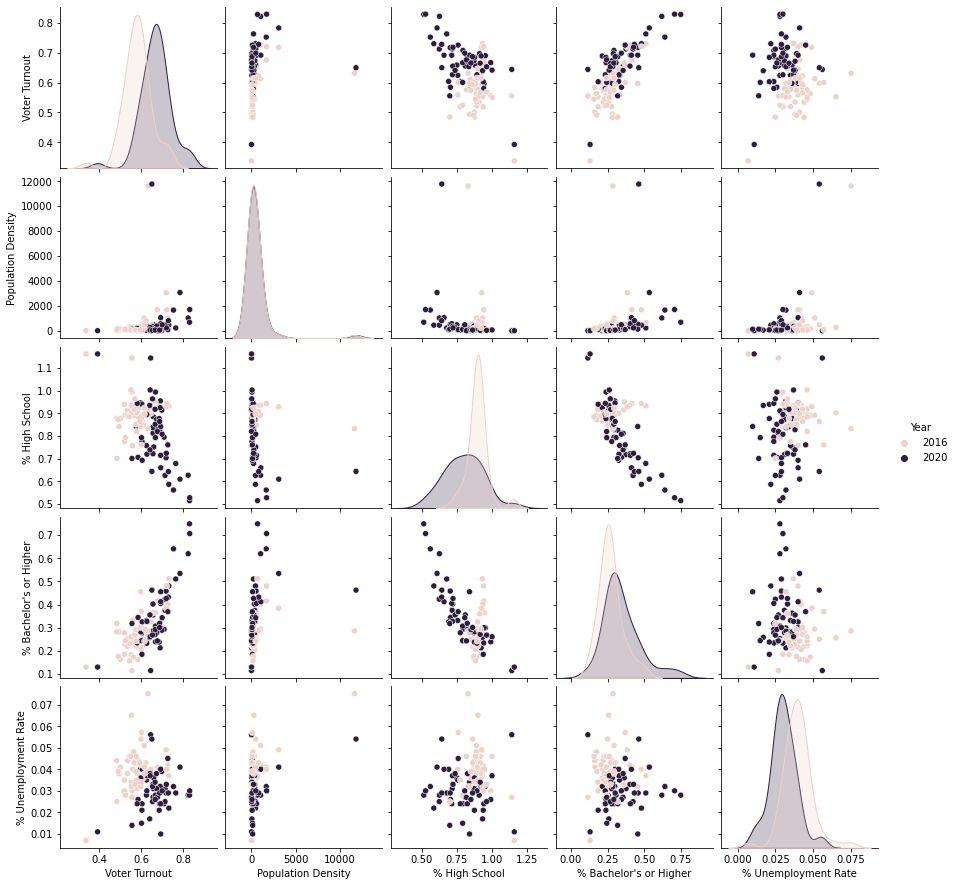 Voter Turnout
0.8
0.7
0.6
0.5
0.4
Population Density
12000
10000
8000
6000
4000
2000
0
% High School
1.1
1.0
0.9
0.8
0.7
0.6
0.5
Year
2016
2020
% Bachelor's or Higher
0.7
0.6
0.5
0.4
0.3
0.2
0.1
% Unemployment Rate
0.07
0.06
0.05
0.04
0.03
0.02
0.01
0.4 0.6 0.8
0 5000 10000
0.50 0.75 1.00 1.25
0.00 0.25 0.50 0.75
0.000 0.025 0.050 0.075
Voter Turnout
Population Density
% High School
% Bachelor's or Higher
% Unemployment Rate